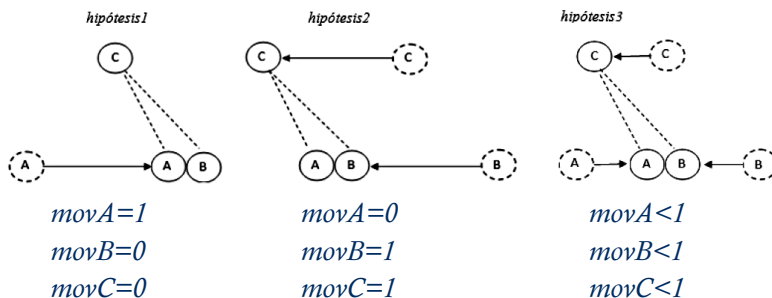 hipótesis1
C
A
A
B
movA=1
movB=0
movC=0
hipótesis2
C
C
A
B
B
movA=0
movB=1
movC=1
hipótesis3
C
C
A
A
B
B
movA<1
movB<1
movC<1